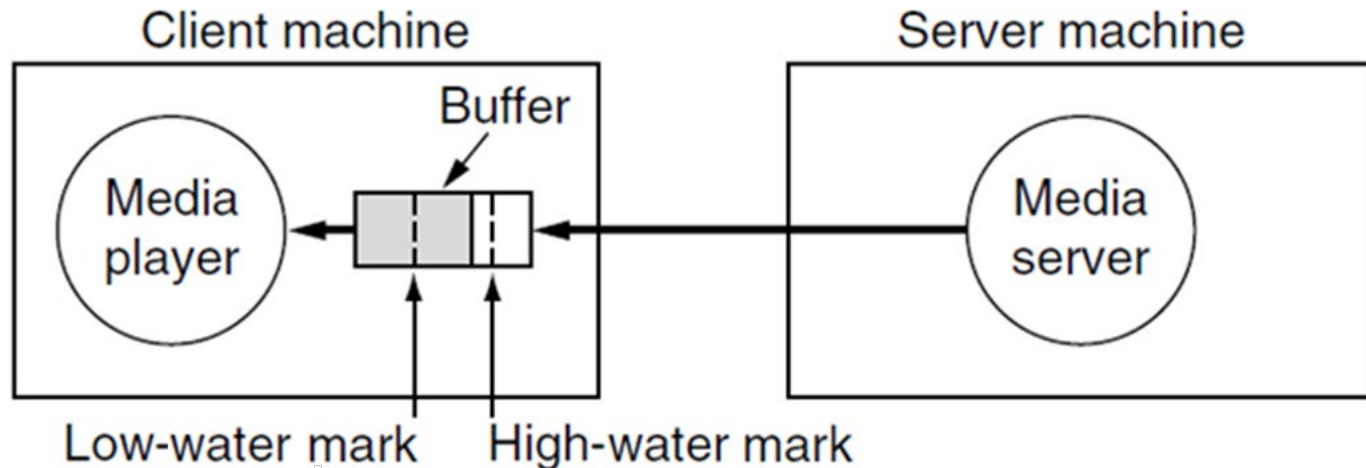 Client machine
Server machine
Buffer
Media
player
Media
server
Low-water mark
High-water mark